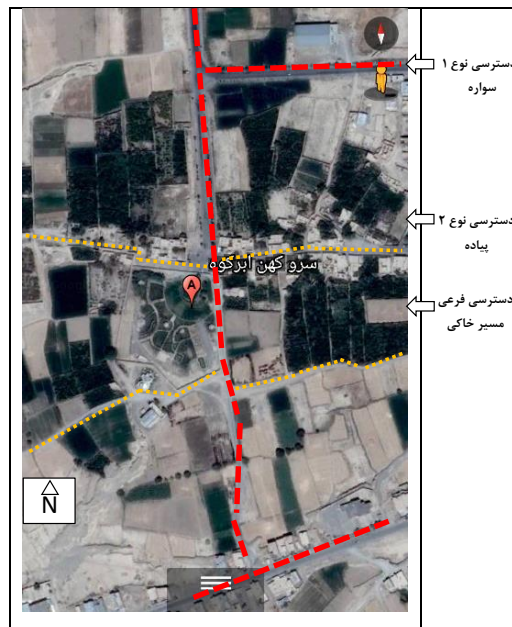 دسترسی نوع ۱
سواره
دسترسی نوع ۲
پیاده
سرو کهن ابرکوه
A
دسترسی فرعی
مسیر خاکی
N